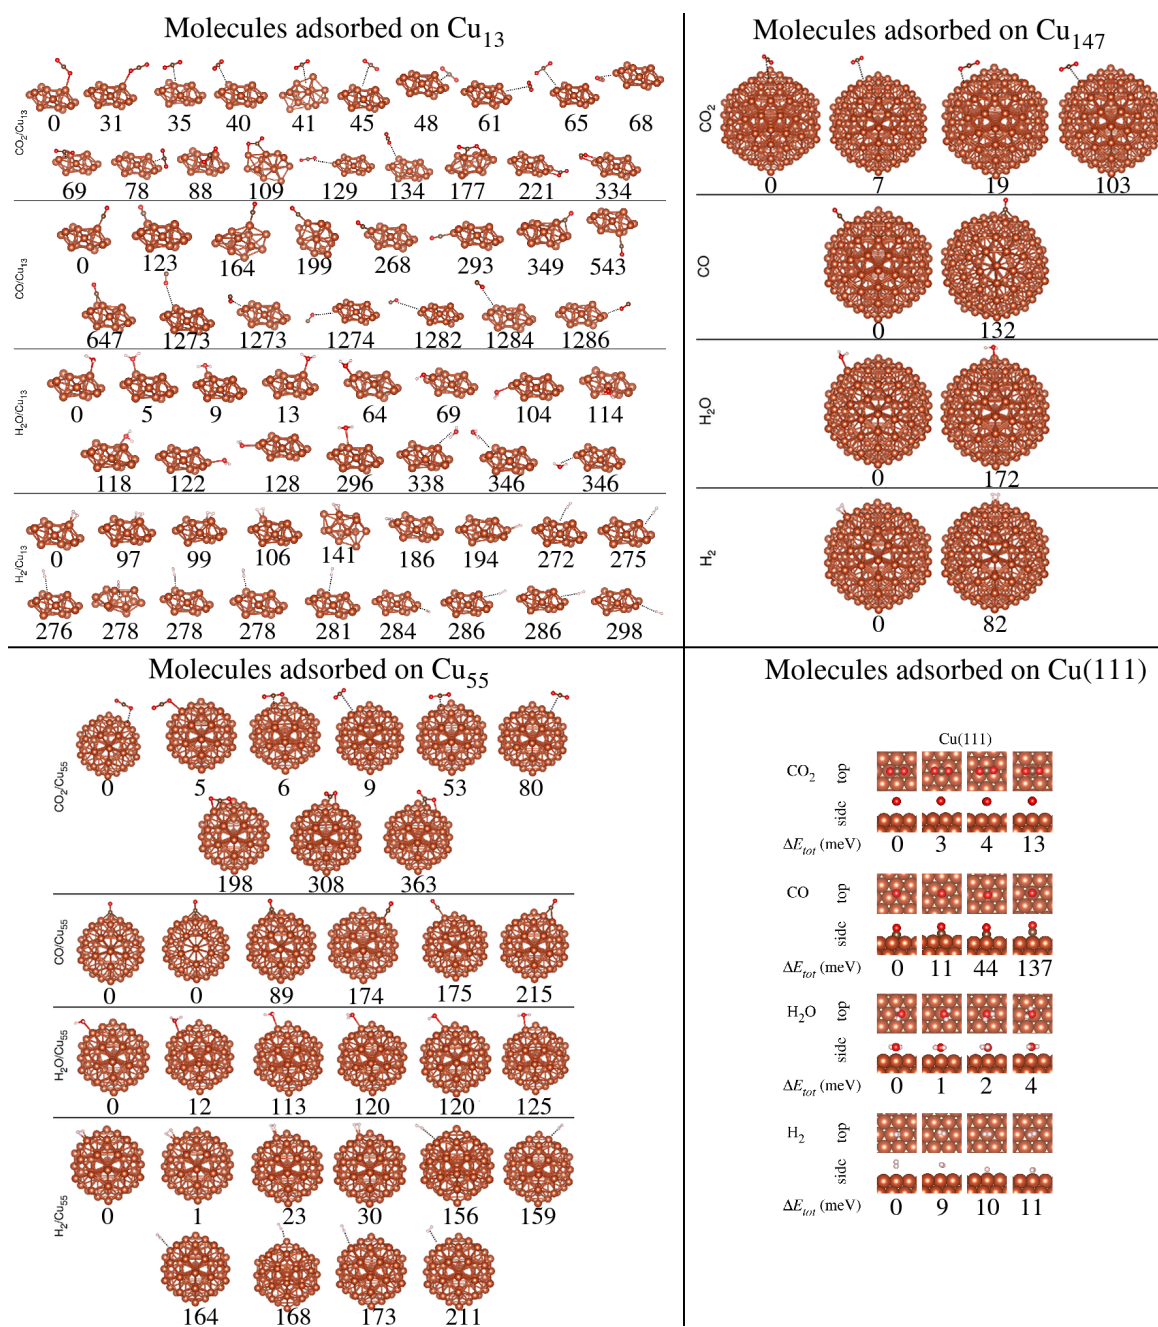 Molecules adsorbed on Cu13
CO2/Cu13
0 31 35 40 41 45 48 61 65 68
69 78 88 109 129 134 177 221 334
CO/Cu13
0 123 164 199 268 293 349 543
647 1273 1273 1274 1282 1284 1286
H2O/Cu13
0 5 9 13 64 69 104 114
118 122 128 296 338 346 346
H2/Cu13
0 97 99 106 141 186 194 272 275
276 278 278 278 281 284 286 286 298
Molecules adsorbed on Cu147
CO2
0 7 19 103
CO
0 132
H2O
0 172
H2
0 82
Molecules adsorbed on Cu55
CO2/Cu55
0 5 6 9 53 80
198 308 363
CO/Cu55
0 0 89 174 175 215
H2O/Cu55
0 12 113 120 120 125
H2/Cu55
0 1 23 30 156 159
164 168 173 211
Molecules adsorbed on Cu(111)
Cu(111)
CO2 top
side
ΔEtot (meV) 0 3 4 13
CO top
side
ΔEtot (meV) 0 11 44 137
H2O top
side
ΔEtot (meV) 0 1 2 4
H2 top
side
ΔEtot (meV) 0 9 10 11